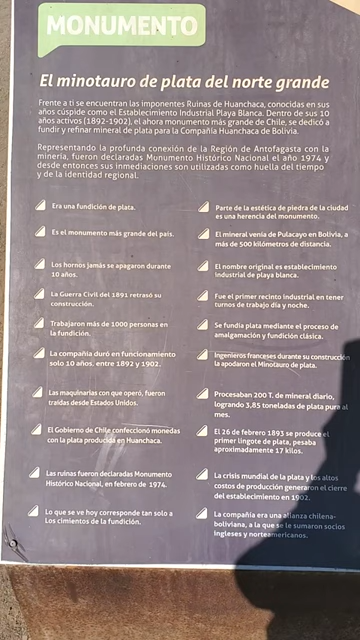 MONUMENTO
El minotauro de plata del norte grande
Frente a ti se encuentran las imponentes Ruinas de Huanchaca, conocidas en sus
años cúspide como el Establecimiento Industrial Playa Blanca. Dentro de sus 10
años activos (1892-1902), el ahora monumento más grande de Chile, se dedicó a
fundir y refinar mineral de plata para la Compañía Huanchaca de Bolivia.
Representando la profunda conexión de la Región de Antofagasta con la
minería, fueron declaradas Monumento Histórico Nacional el año 1974 y
desde entonces sus inmediaciones son utilizadas como huella del tiempo
y de la identidad regional.
Era una fundición de plata.
Es el monumento más grande del país.
Los hornos jamás se apagaron durante
10 años.
La Guerra Civil del 1891 retrasó su
construcción.
Trabajaron más de 1000 personas en
la fundición.
La compañía duró en funcionamiento
solo 10 años, entre 1892 y 1902.
Las maquinarias con que operó, fueron
traídas desde Estados Unidos.
El Gobierno de Chile confeccionó monedas
con la plata producida en Huanchaca.
Las ruinas fueron declaradas Monumento
Histórico Nacional, en febrero de 1974.
Lo que se ve hoy corresponde tan solo a
Los cimientos de la fundición.
Parte de la estética de piedra de la ciudad
es una herencia del monumento.
El mineral venía de Pulacayo en Bolivia, a
más de 500 kilómetros de distancia.
El nombre original es establecimiento
industrial de playa blanca.
Fue el primer recinto industrial en tener
turnos de trabajo día y noche.
Se fundía plata mediante el proceso de
amalgamación y fundición clásica.
Ingenieros franceses durante su construcción
la apodaron el Minotauro de plata.
Procesaban 200 T. de mineral diario,
logrando 3,85 toneladas de plata pura al
mes.
El 26 de febrero 1893 se produce el
primer lingote de plata, pesaba
aproximadamente 17 kilos.
La crisis mundial de la plata y los altos
costos de producción generaron el cierre
del establecimiento en 1902.
La compañía era una alianza chilena-
boliviana, a la que se le sumaron socios
ingleses y norteamericanos.